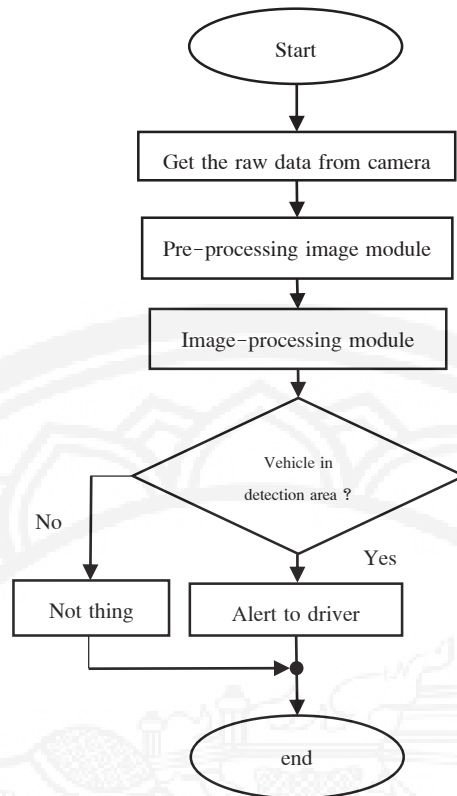 Start
Get the raw data from camera
Pre-processing image module
Image-processing module
Vehicle in
detection area ?
No
Yes
Not thing
Alert to driver
end